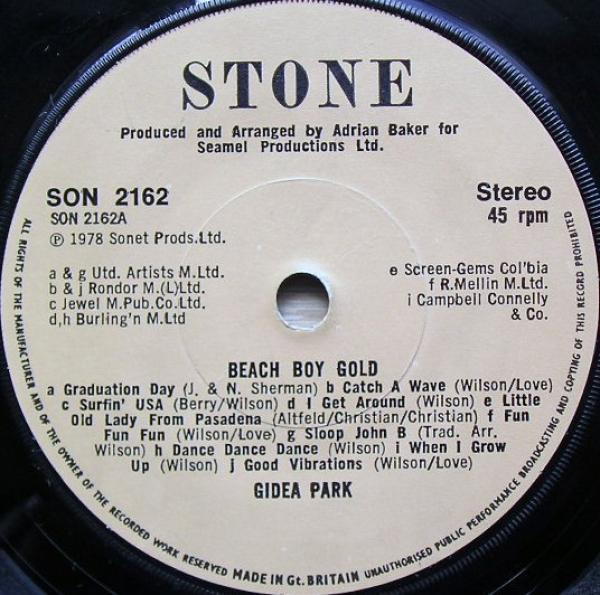 STONE
Produced and Arranged by Adrian Baker for
Seamel Productions Ltd.
SON 2162
SON 2162A
Ⓟ 1978 Sonet Prods.Ltd.
Stereo
45 rpm
a & g Utd. Artists M.Ltd.
b & j Rondor M.(L)Ltd.
c Jewel M.Pub.Co.Ltd.
d,h Burling'n M.Ltd
e Screen-Gems Col'bia
f R.Mellin M.Ltd.
i Campbell Connelly
& Co.
BEACH BOY GOLD
a Graduation Day (J. & N. Sherman) b Catch A Wave (Wilson/Love)
c Surfin' USA (Berry/Wilson) d I Get Around (Wilson) e Little
Old Lady From Pasadena (Altfeld/Christian/Christian) f Fun
Fun Fun (Wilson/Love) g Sloop John B (Trad. Arr.
Wilson) h Dance Dance Dance (Wilson) i When I Grow
Up (Wilson) j Good Vibrations (Wilson/Love)
GIDEA PARK
ALL RIGHTS OF THE MANUFACTURER AND OF THE OWNER OF THE RECORDED WORK RESERVED MADE IN Gt. BRITAIN UNAUTHORISED PUBLIC PERFORMANCE BROADCASTING AND COPYING OF THIS RECORD PROHIBITED